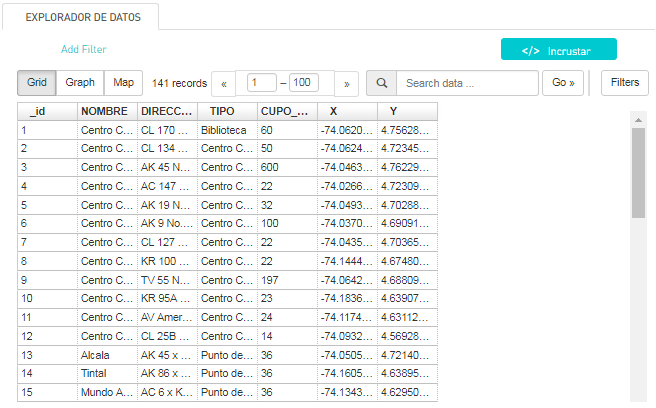 EXPLORADOR DE DATOS
Add Filter
</> Incrustar
Grid Graph Map 141 records « 1 – 100 » Search data ... Go » Filters
_id NOMBRE DIRECC... TIPO CUPO_... X Y
1 Centro C... CL 170 ... Biblioteca 60 -74.0620... 4.75628...
2 Centro C... CL 134 ... Centro C... 50 -74.0624... 4.72345...
3 Centro C... AK 45 N... Centro C... 600 -74.0463... 4.76229...
4 Centro C... AC 147 ... Centro C... 22 -74.0266... 4.72309...
5 Centro C... AK 19 N... Centro C... 32 -74.0493... 4.70288...
6 Centro C... AK 9 No.... Centro C... 100 -74.0370... 4.69091...
7 Centro C... CL 127 ... Centro C... 22 -74.0435... 4.70365...
8 Centro C... KR 100 ... Centro C... 22 -74.1444... 4.67480...
9 Centro C... TV 55 N... Centro C... 197 -74.0642... 4.68809...
10 Centro C... KR 95A ... Centro C... 23 -74.1836... 4.63907...
11 Centro C... AV Amer... Centro C... 24 -74.1174... 4.63112...
12 Centro C... CL 25B ... Centro C... 14 -74.0932... 4.56928...
13 Alcala AK 45 x ... Punto de... 36 -74.0505... 4.72140...
14 Tintal AK 86 x ... Punto de... 36 -74.1605... 4.63895...
15 Mundo A... AC 6 x K... Punto de... 36 -74.1343... 4.62950...